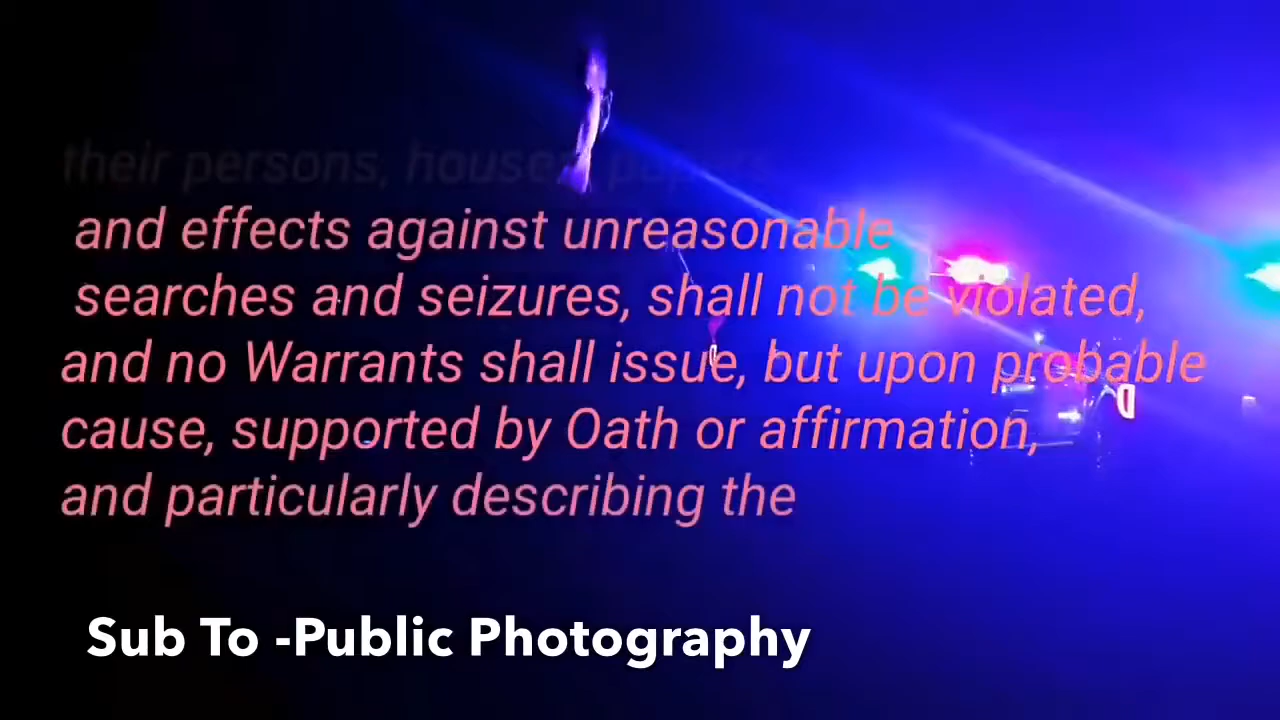 their persons, houses, papers
and effects against unreasonable
searches and seizures, shall not be violated,
and no Warrants shall issue, but upon probable
cause, supported by Oath or affirmation,
and particularly describing the
Sub To -Public Photography